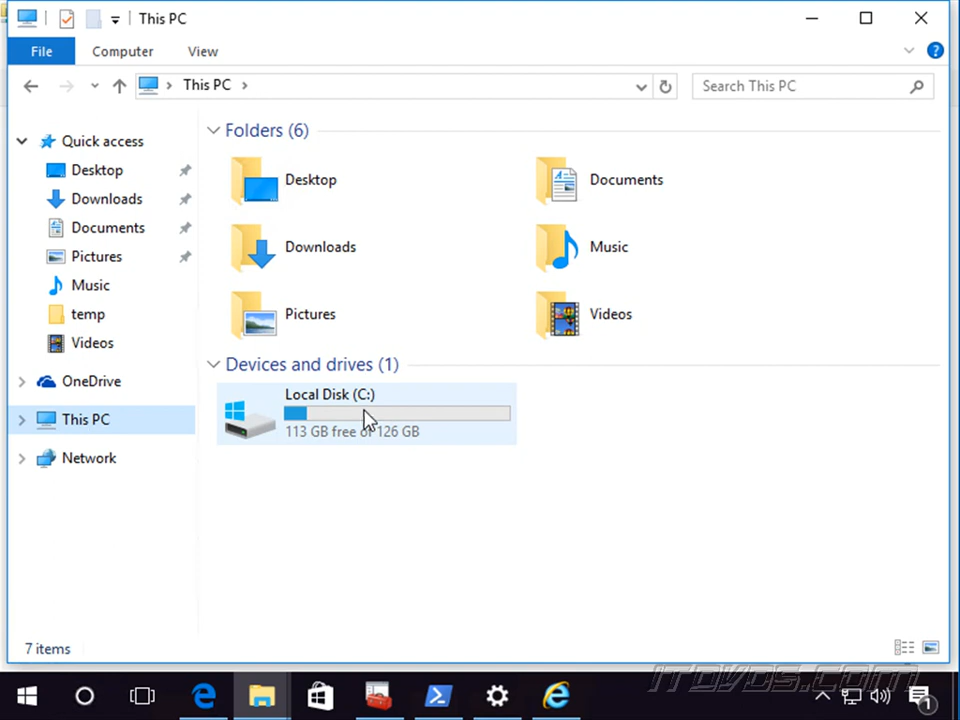 This PC
File Computer View
This PC
Search This PC
Quick access
Desktop
Downloads
Documents
Pictures
Music
temp
Videos
OneDrive
This PC
Network
Folders (6)
Desktop
Documents
Downloads
Music
Pictures
Videos
Devices and drives (1)
Local Disk (C:)
113 GB free of 126 GB
7 items
ITdvds.com
1